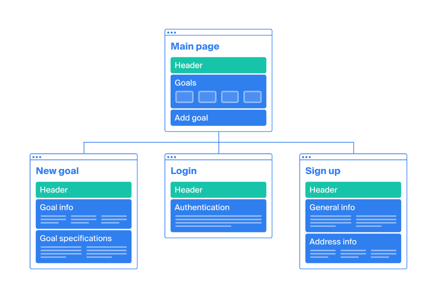 Main page
Header
Goals
Add goal
New goal
Header
Goal info
Goal specifications
Login
Header
Authentication
Sign up
Header
General info
Address info